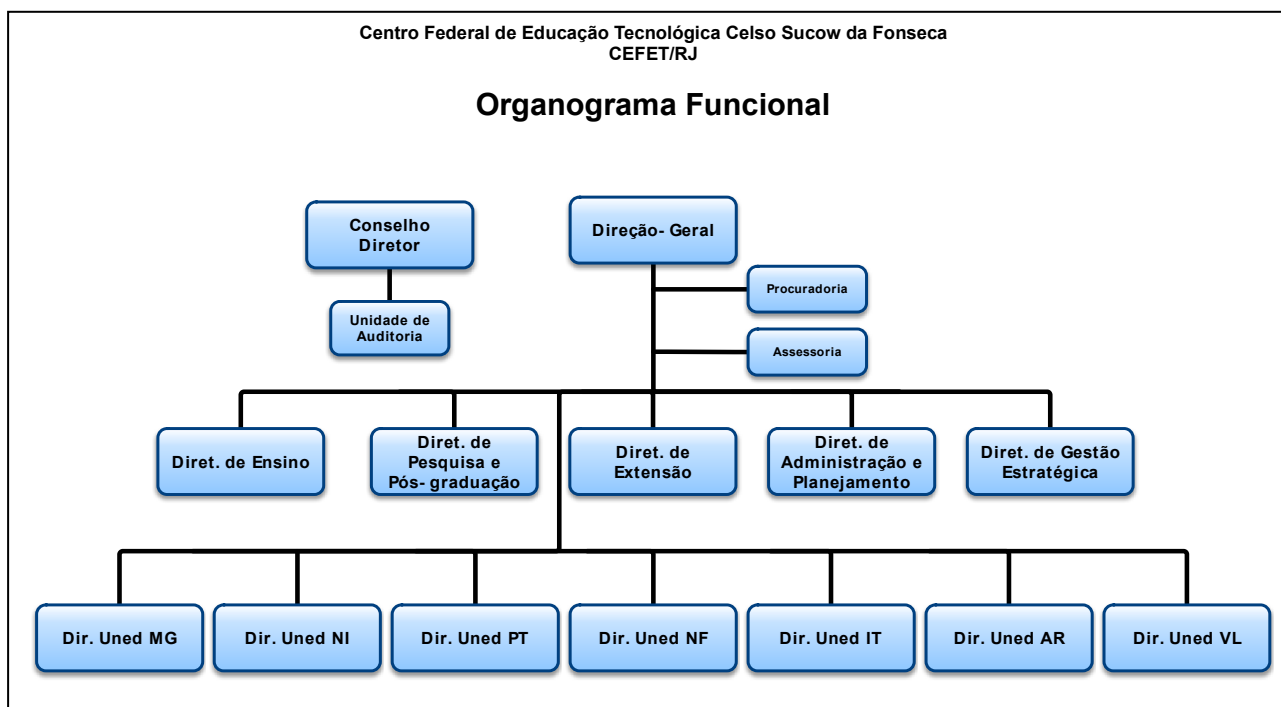 Centro Federal de Educação Tecnológica Celso Sucow da Fonseca
CEFET/RJ
Organograma Funcional
Conselho
Diretor
Direção- Geral
Procuradoria
Unidade de
Auditoria
Assessoria
Diret. de Ensino
Diret. de
Pesquisa e
Pós- graduação
Diret. de
Extensão
Diret. de
Administração e
Planejamento
Diret. de Gestão
Estratégica
Dir. Uned MG
Dir. Uned NI
Dir. Uned PT
Dir. Uned NF
Dir. Uned IT
Dir. Uned AR
Dir. Uned VL